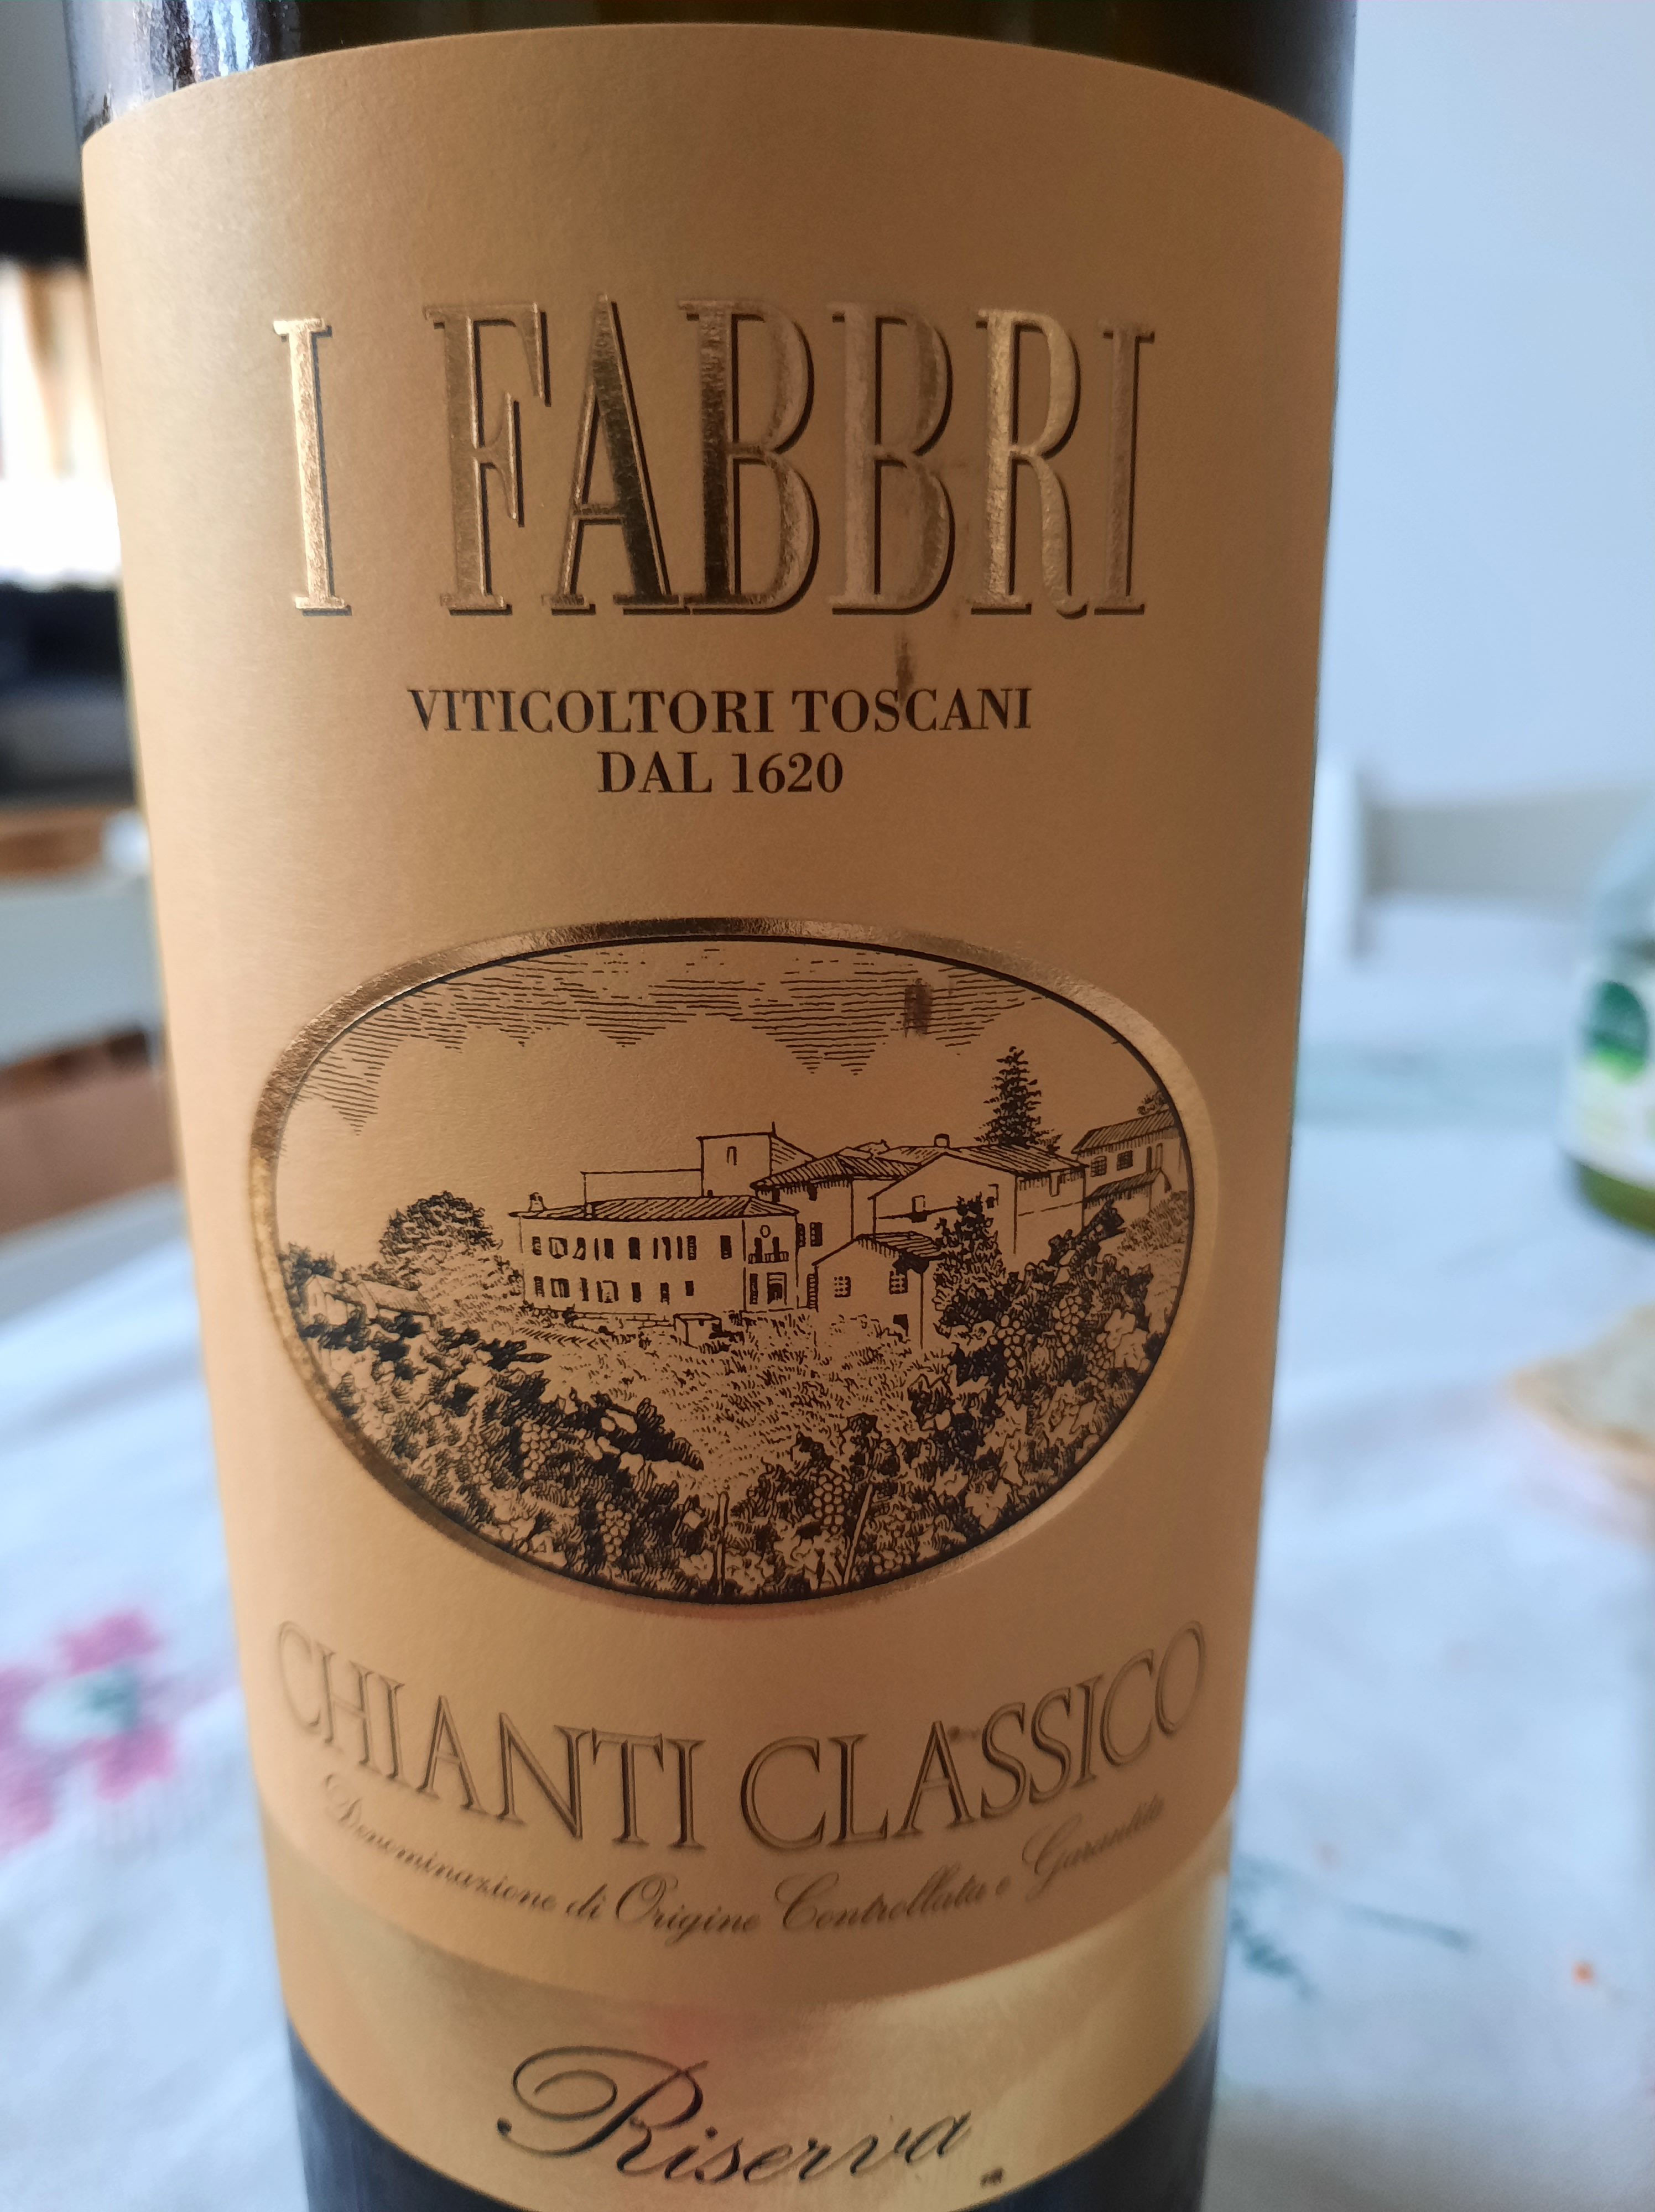 I FABBRI
VITICOLTORI TOSCANI
DAL 1620
CHIANTI CLASSICO
Denominazione di Origine Controllata e Garantita
Riserva